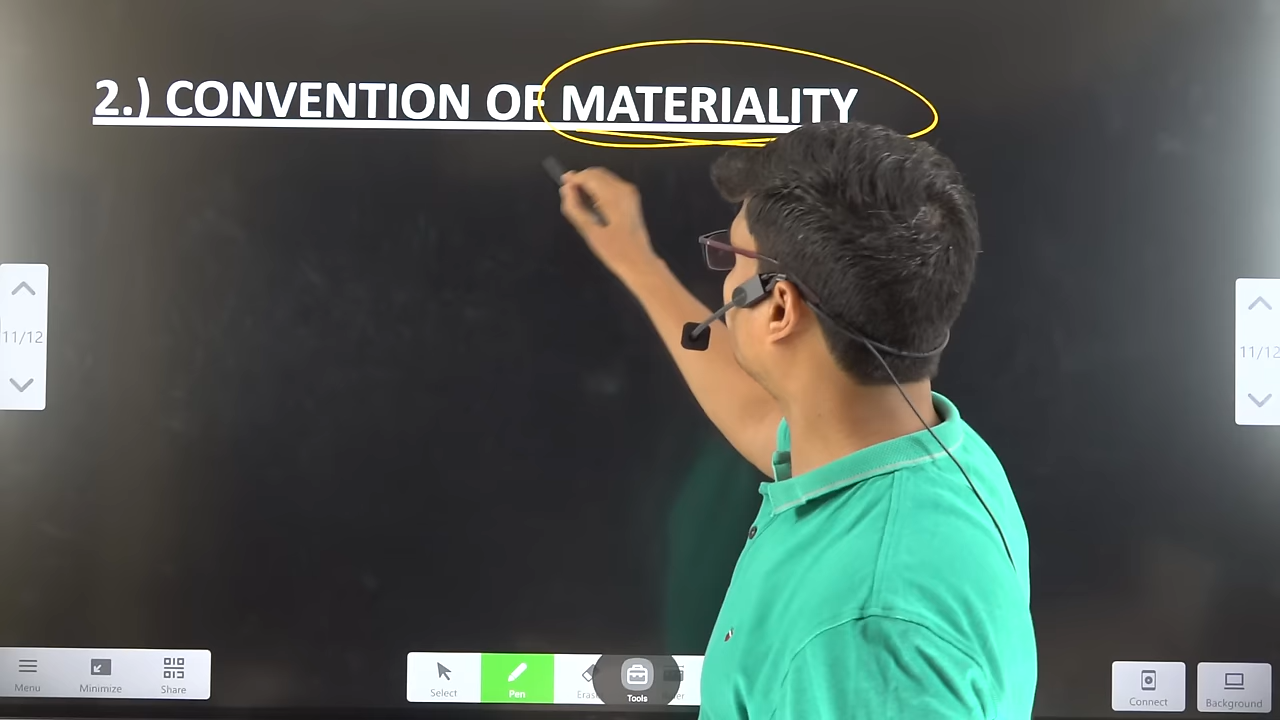 2.) CONVENTION OF MATERIALITY
11/12
11/12
Menu
Minimize
Share
Select
Pen
Tools
Connect
Background